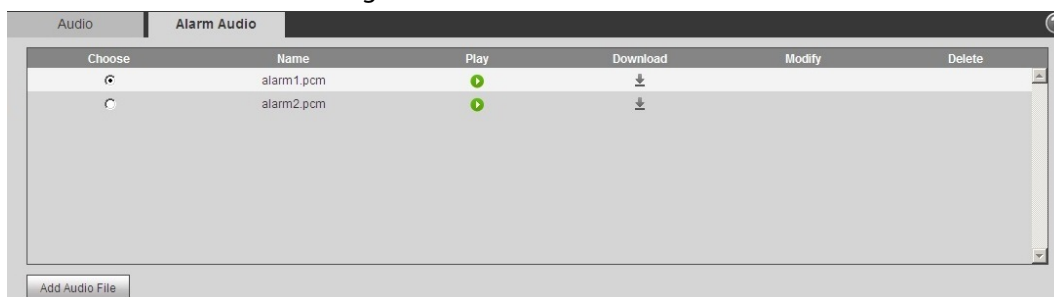 Audio Alarm Audio
Choose Name Play Download Modify Delete
alarm1.pcm
alarm2.pcm
Add Audio File